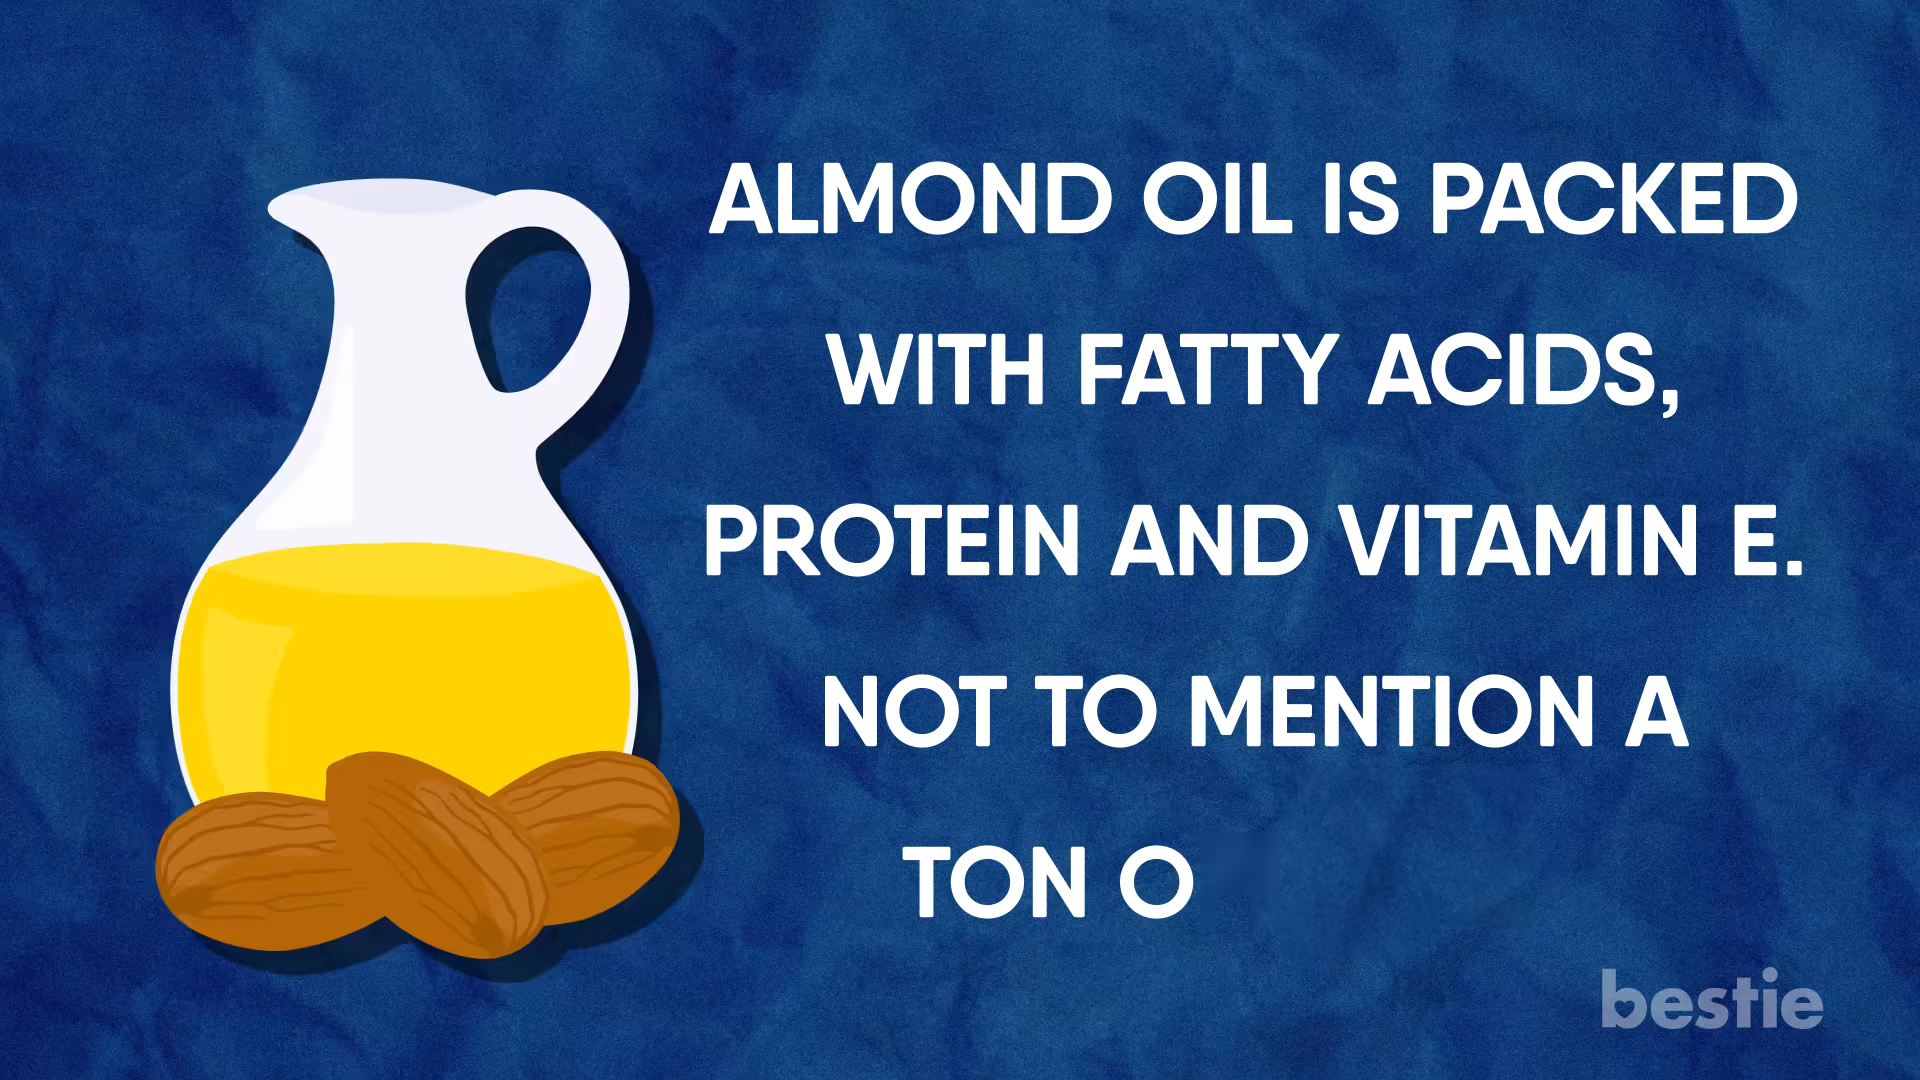 ALMOND OIL IS PACKED
WITH FATTY ACIDS,
PROTEIN AND VITAMIN E.
NOT TO MENTION A
TON O
bestie